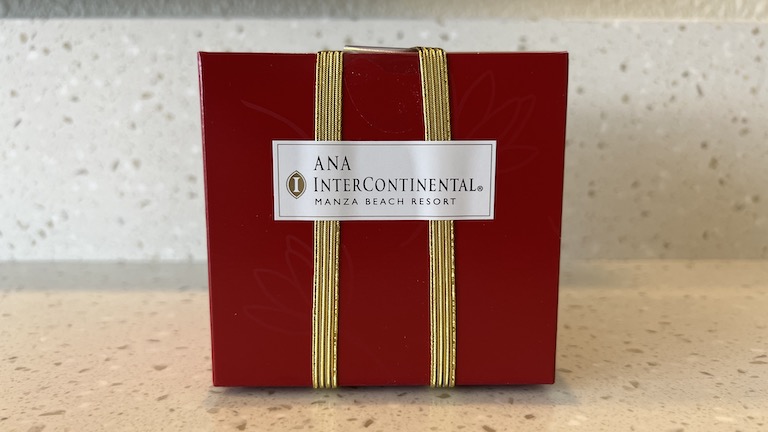 ANA
INTERCONTINENTAL®
MANZA BEACH RESORT